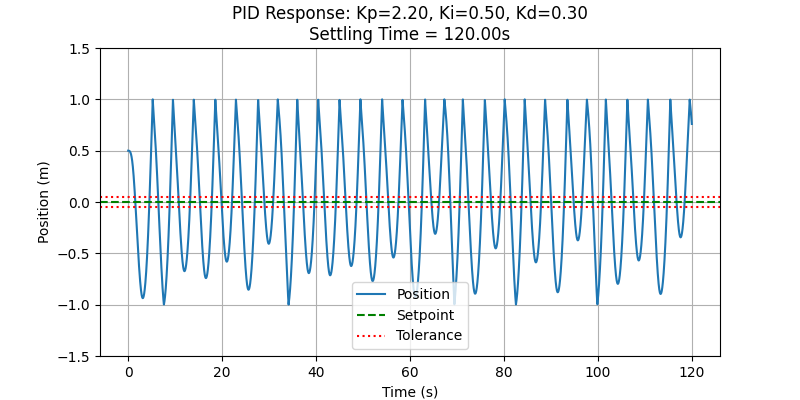 PID Response: Kp=2.20, Ki=0.50, Kd=0.30
Settling Time = 120.00s
1.5
1.0
0.5
0.0
−0.5
−1.0
−1.5
Position (m)
Position
Setpoint
Tolerance
0
20
40
60
80
100
120
Time (s)